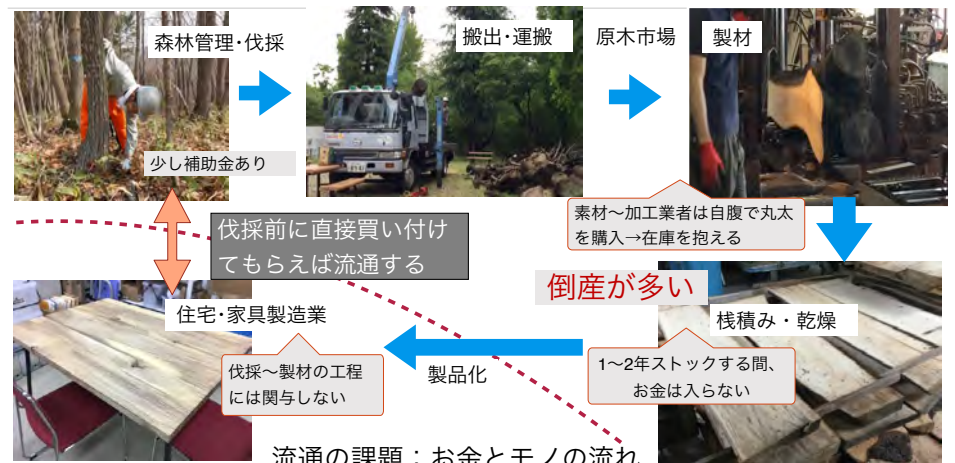 森林管理・伐採
搬出・運搬
原木市場
製材
少し補助金あり
素材〜加工業者は自腹で丸太
を購入→在庫を抱える
伐採前に直接買い付け
てもらえば流通する
倒産が多い
住宅・家具製造業
桟積み・乾燥
伐採〜製材の工程
には関与しない
製品化
1〜2年ストックする間、
お金は入らない
流通の課題：お金とモノの流れ